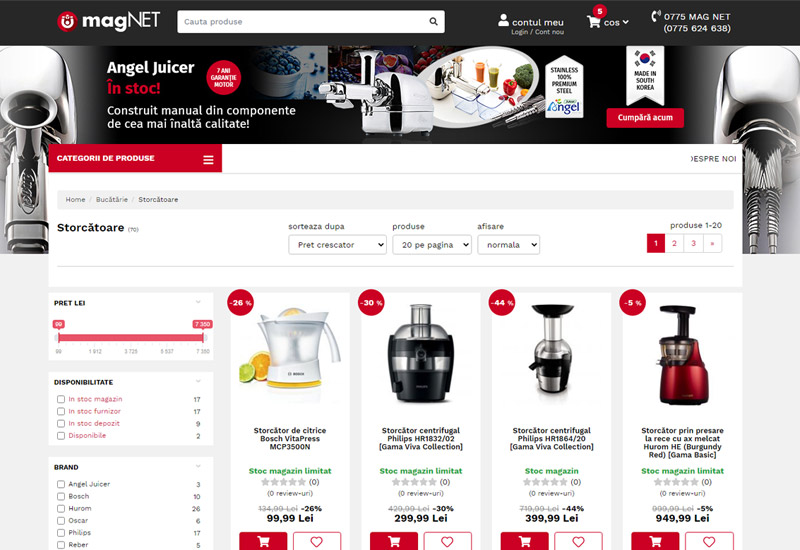 magNET
Cauta produse
contul meu
Login / Cont nou
5
cos
0775 MAG NET
(0775 624 638)
Angel Juicer
În stoc!
7 ANI
GARANȚIE
MOTOR
Construit manual din componente
de cea mai înaltă calitate!
STAINLESS
100%
PREMIUM
STEEL
Angel
MADE IN
SOUTH
KOREA
Cumpără acum
CATEGORII DE PRODUSE
DESPRE NOI
Home / Bucătărie / Storcătoare
Storcătoare (70)
sorteaza dupa
produse
afisare
Pret crescator
20 pe pagina
normala
produse 1-20
1 2 3 »
PRET LEI
99
7 350
99 1 912 3 725 5 537 7 350
DISPONIBILITATE
In stoc magazin 17
In stoc furnizor 17
In stoc depozit 9
Disponibile 2
BRAND
Angel Juicer 3
Bosch 10
Hurom 26
Oscar 6
Philips 1
Reber 5
-26 %
BOSCH
Storcător de citrice
Bosch VitaPress
MCP3500N
Stoc magazin limitat
(0)
(0 review-uri)
134,99 Lei -26%
99,99 Lei
-30 %
Storcător centrifugal
Philips HR1832/02
[Gama Viva Collection]
Stoc magazin limitat
(0)
(0 review-uri)
429,99 Lei -30%
299,99 Lei
-44 %
Storcător centrifugal
Philips HR1864/20
[Gama Viva Collection]
Stoc magazin
(0)
(0 review-uri)
719,99 Lei -44%
399,99 Lei
-5 %
Storcător prin presare
la rece cu ax melcat
Hurom HE (Burgundy
Red) [Gama Basic]
Stoc magazin limitat
(0)
(0 review-uri)
999,99 Lei -5%
949,99 Lei